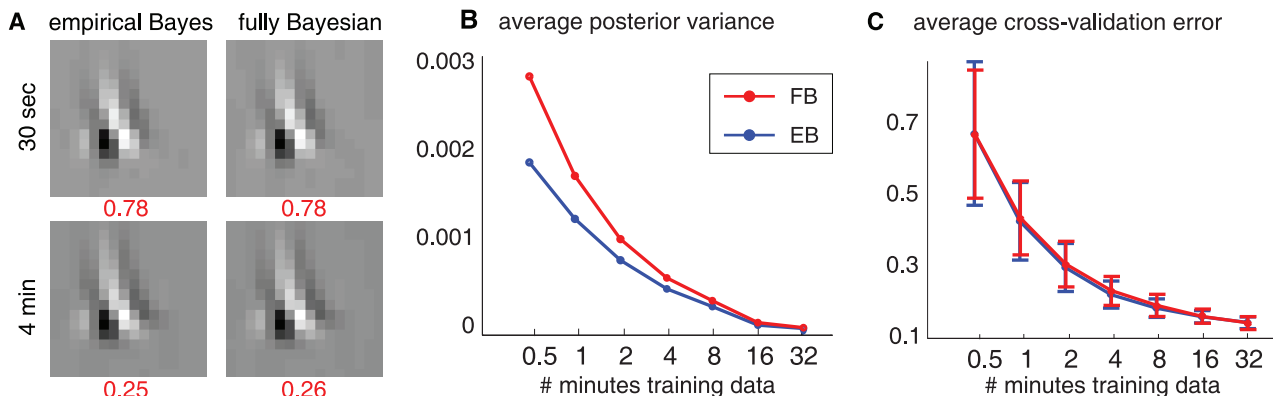 A empirical Bayes fully Bayesian
30 sec
0.78 0.78
4 min
0.25 0.26
B average posterior variance
0.003
0.002
0.001
0
FB
EB
0.5 1 2 4 8 16 32
# minutes training data
C average cross-validation error
0.7
0.5
0.3
0.1
0.5 1 2 4 8 16 32
# minutes training data